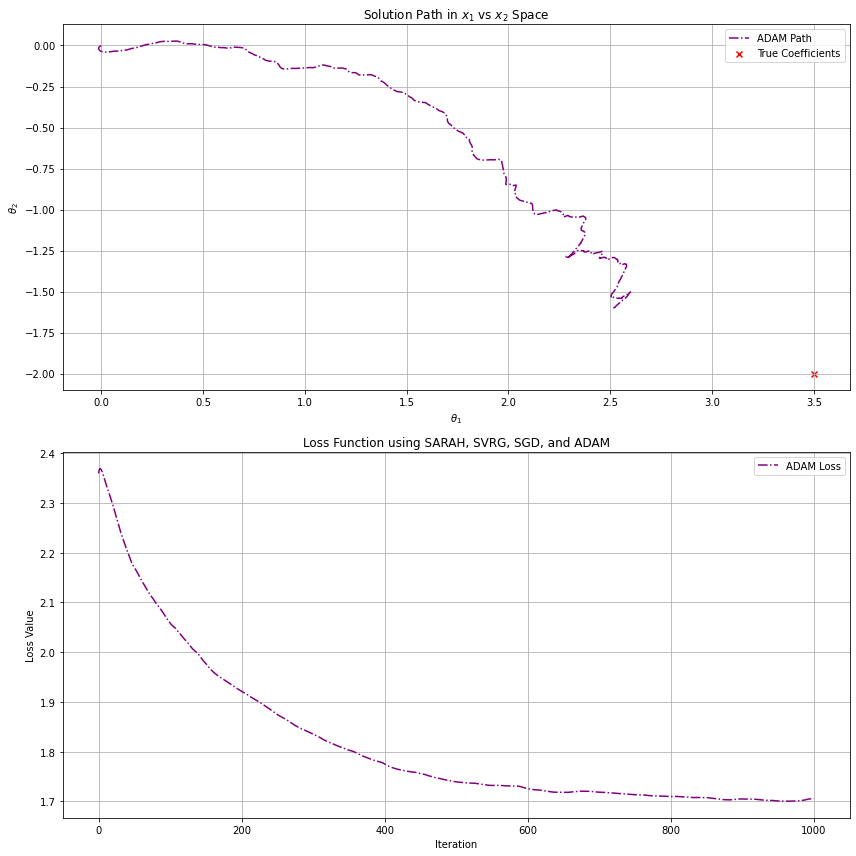 Solution Path in x₁ vs x₂ Space
ADAM Path
True Coefficients
0.00
−0.25
−0.50
−0.75
−1.00
−1.25
−1.50
−1.75
−2.00
θ₂
0.0 0.5 1.0 1.5 2.0 2.5 3.0 3.5
θ₁
Loss Function using SARAH, SVRG, SGD, and ADAM
ADAM Loss
2.4
2.3
2.2
2.1
2.0
1.9
1.8
1.7
Loss Value
0 200 400 600 800 1000
Iteration